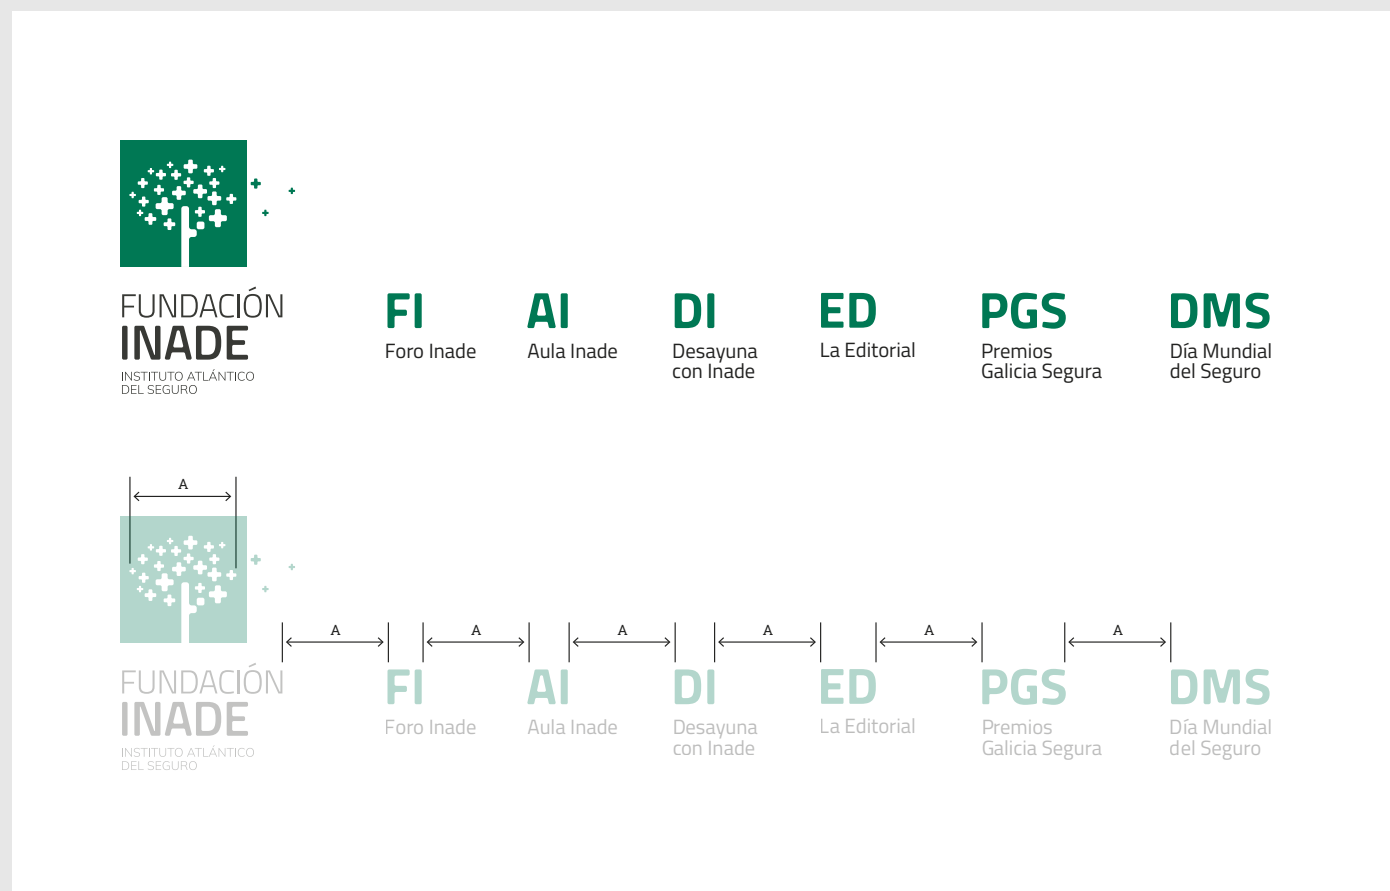 FUNDACIÓN
INADE
INSTITUTO ATLÁNTICO
DEL SEGURO
FI
Foro Inade
AI
Aula Inade
DI
Desayuna
con Inade
ED
La Editorial
PGS
Premios
Galicia Segura
DMS
Día Mundial
del Seguro
A
A
A
A
A
A
A
FUNDACIÓN
INADE
INSTITUTO ATLÁNTICO
DEL SEGURO
FI
Foro Inade
AI
Aula Inade
DI
Desayuna
con Inade
ED
La Editorial
PGS
Premios
Galicia Segura
DMS
Día Mundial
del Seguro